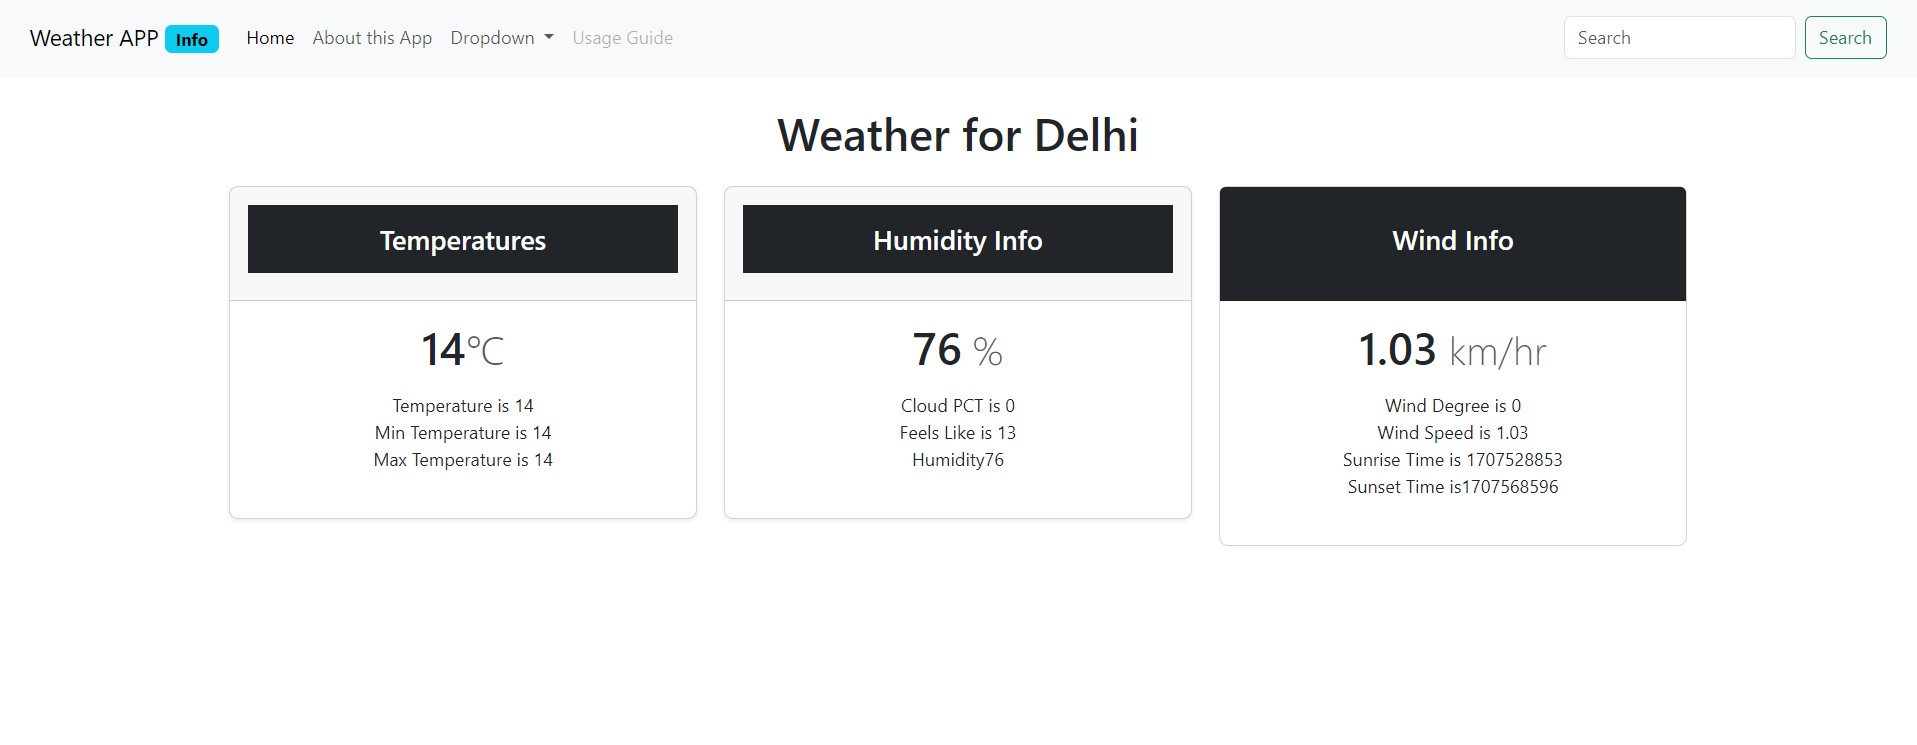 Weather APP Info Home About this App Dropdown Usage Guide Search Search
Weather for Delhi
Temperatures
14°C
Temperature is 14
Min Temperature is 14
Max Temperature is 14
Humidity Info
76 %
Cloud PCT is 0
Feels Like is 13
Humidity76
Wind Info
1.03 km/hr
Wind Degree is 0
Wind Speed is 1.03
Sunrise Time is 1707528853
Sunset Time is1707568596